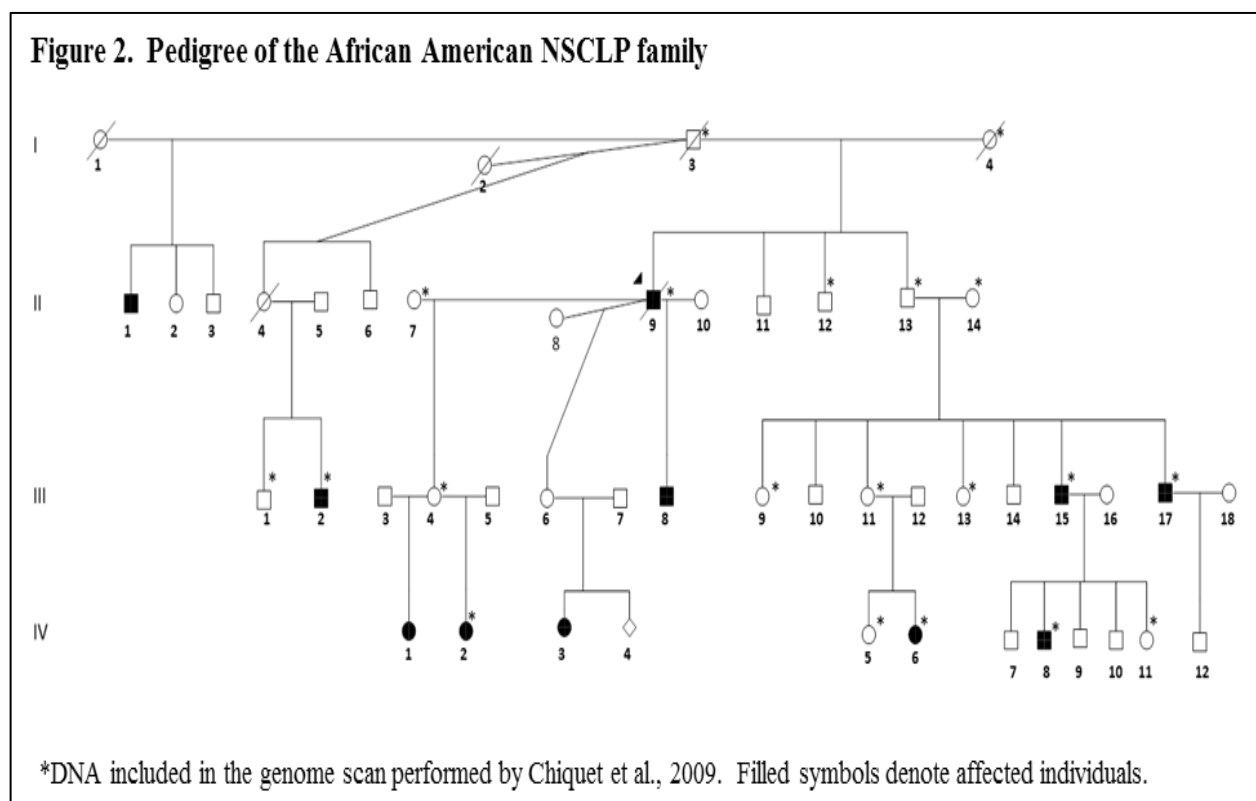 Figure 2. Pedigree of the African American NSCLP family
I
* *
1 2 3 4
* * * * *
II
1 2 3 4 5 6 7 8 9 10 11 12 13 14
* * * * * * * *
III
1 2 3 4 5 6 7 8 9 10 11 12 13 14 15 16 17 18
* * * * *
IV
1 2 3 4 5 6 7 8 9 10 11 12
*DNA included in the genome scan performed by Chiquet et al., 2009. Filled symbols denote affected individuals.